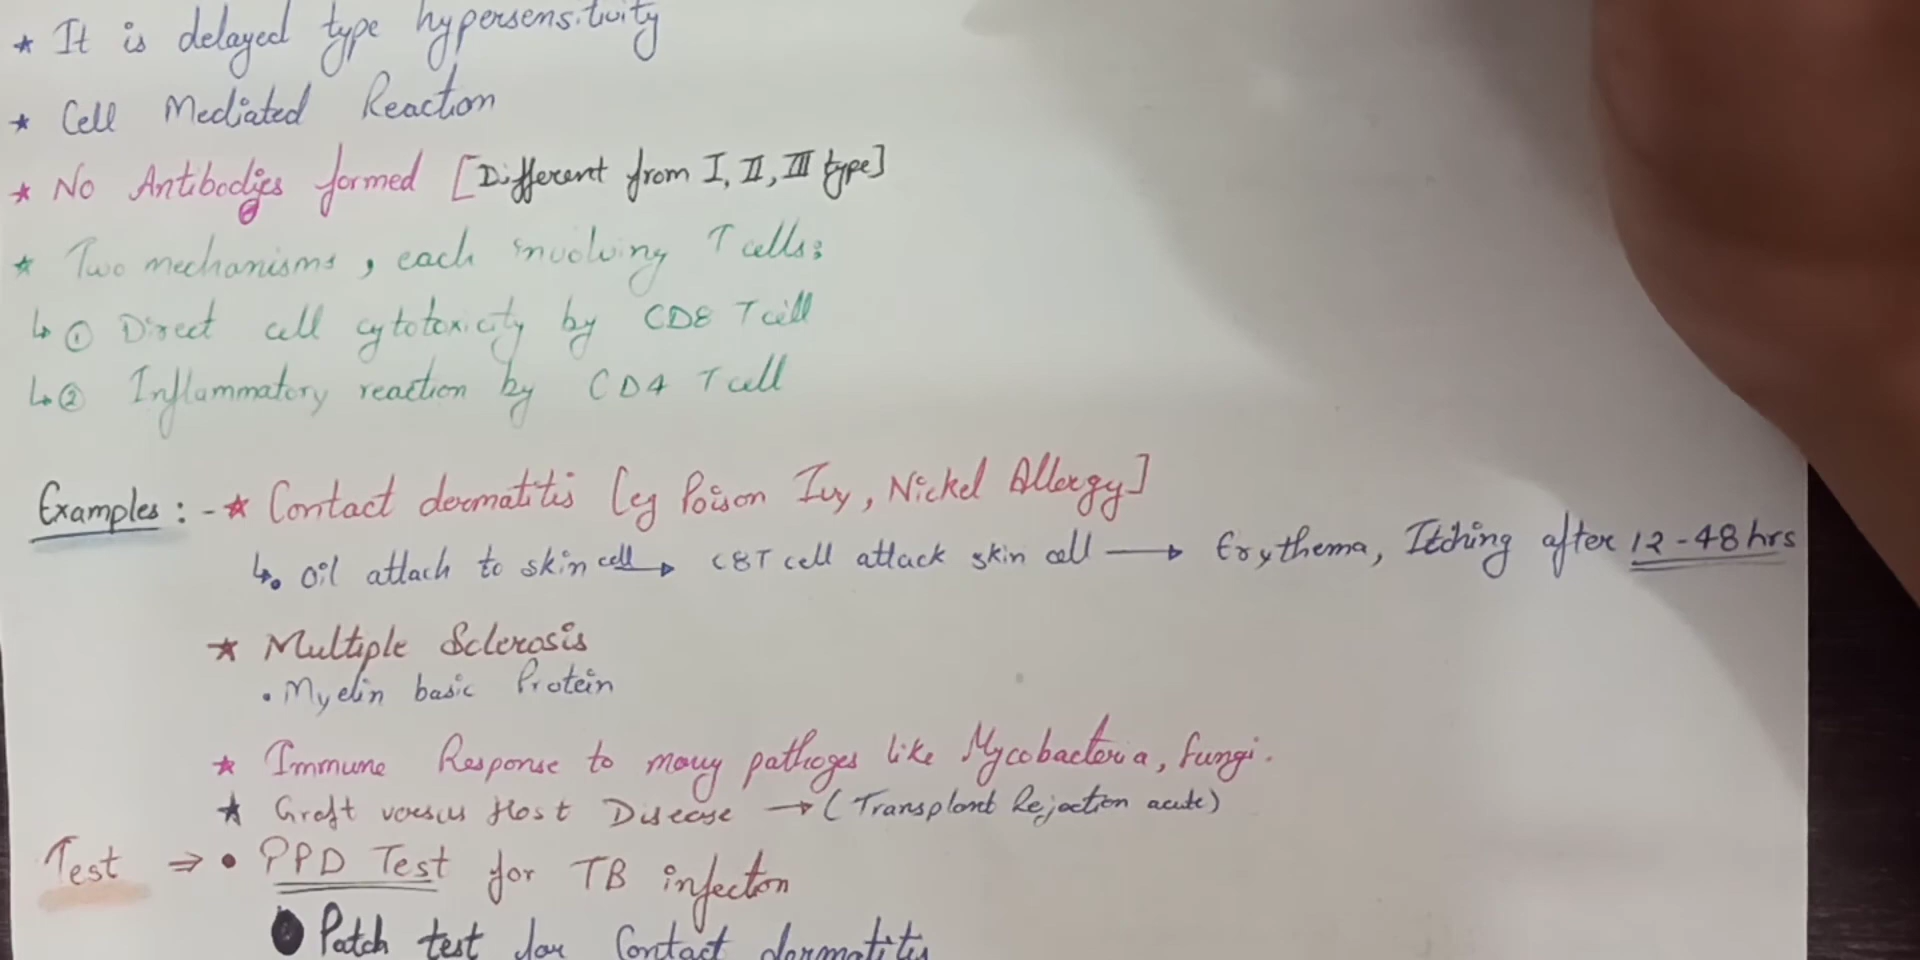 * It is delayed type hypersensitivity
* Cell Mediated Reaction
* No Antibodies formed [Different from I, II, III type]
* Two mechanisms, each involving T cells:
↳ ① Direct cell cytotoxicity by CD8 T cell
↳ ② Inflammatory reaction by CD4 T cell
Examples : - * Contact dermatitis [eg Poison Ivy, Nickel Allergy]
↳. Oil attach to skin cell → C8T cell attack skin cell → Erythema, Itching after 12-48 hrs
* Multiple Sclerosis
• Myelin basic Protein
* Immune Response to many pathoges like Mycobacteria, fungi.
* Graft versus Host Disease → (Transplant Rejection acute)
Test ⇒ • PPD Test for TB infecton
● Patch test for Contact dermatitis